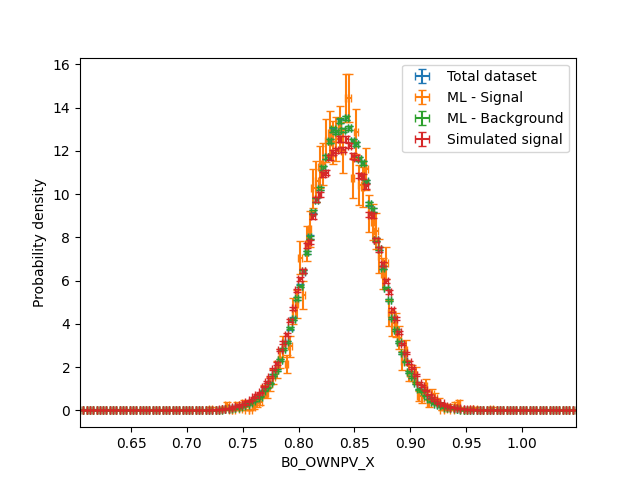 16
14
12
10
8
6
4
2
0
Probability density
Total dataset
ML - Signal
ML - Background
Simulated signal
0.65 0.70 0.75 0.80 0.85 0.90 0.95 1.00
B0_OWNPV_X